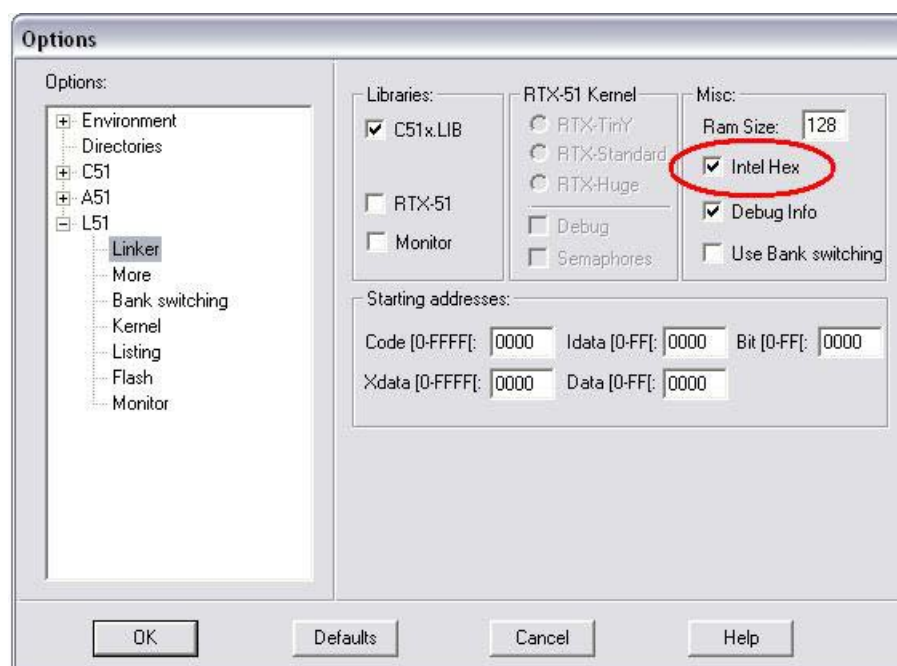 Options
Options:
Environment
Directories
C51
A51
L51
Linker
More
Bank switching
Kernel
Listing
Flash
Monitor
Libraries:
C51x.LIB
RTX-51
Monitor
RTX-51 Kernel
RTX-TinY
RTX-Standard
RTX-Huge
Debug
Semaphores
Misc:
Ram Size: 128
Intel Hex
Debug Info
Use Bank switching
Starting addresses:
Code [0-FFFF[: 0000 Idata [0-FF[: 0000 Bit [0-FF[: 0000
Xdata [0-FFFF[: 0000 Data [0-FF[: 0000
OK Defaults Cancel Help